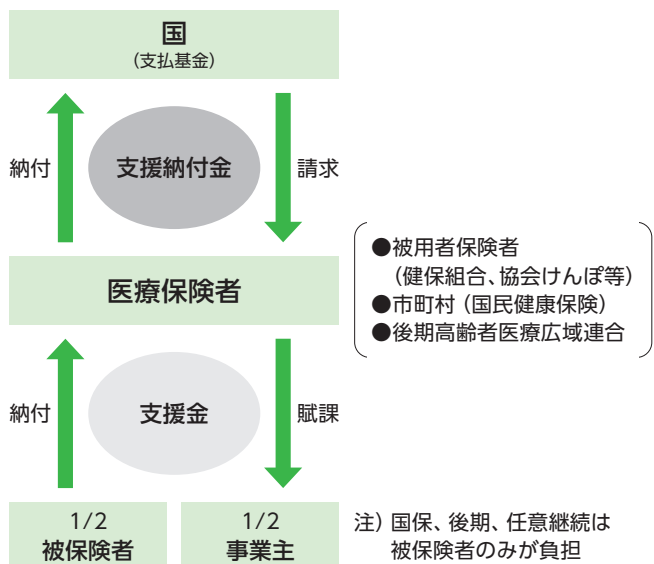 国
(支払基金)
納付
支援納付金
請求
医療保険者
●被用者保険者
(健保組合、協会けんぽ等)
●市町村(国民健康保険)
●後期高齢者医療広域連合
納付
支援金
賦課
1/2
被保険者
1/2
事業主
注）国保、後期、任意継続は
被保険者のみが負担